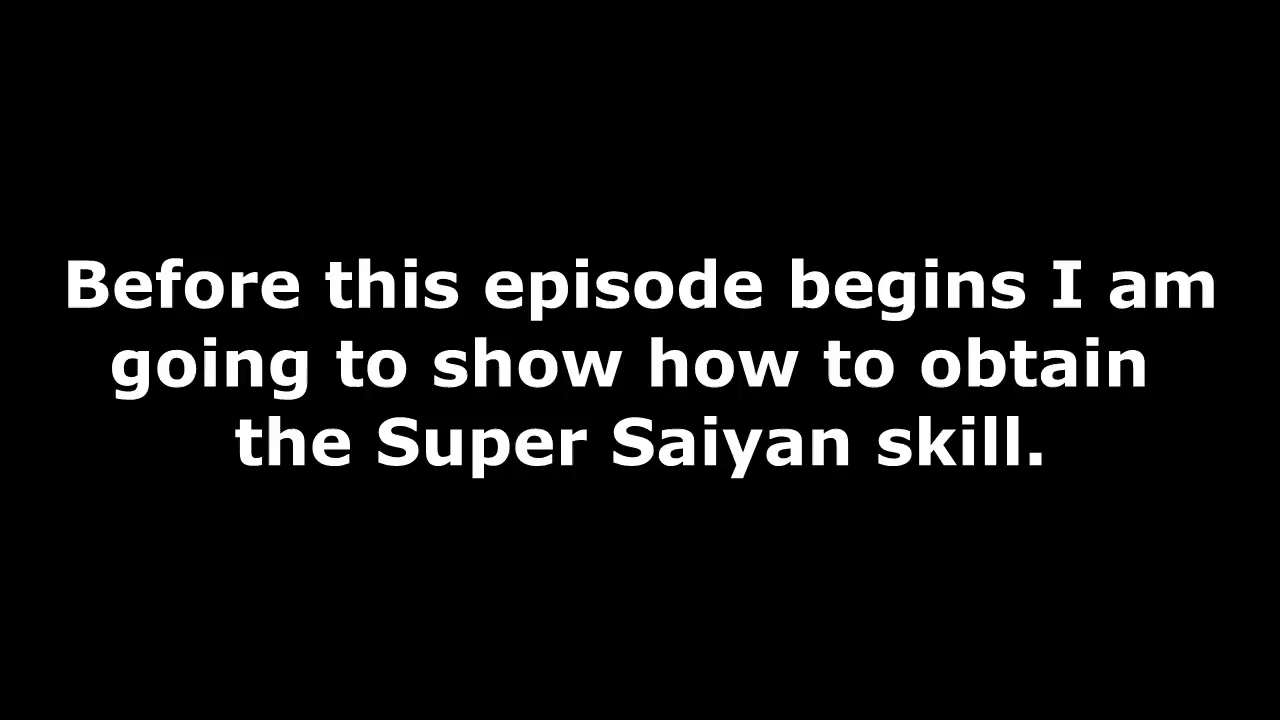 Before this episode begins I am
going to show how to obtain
the Super Saiyan skill.